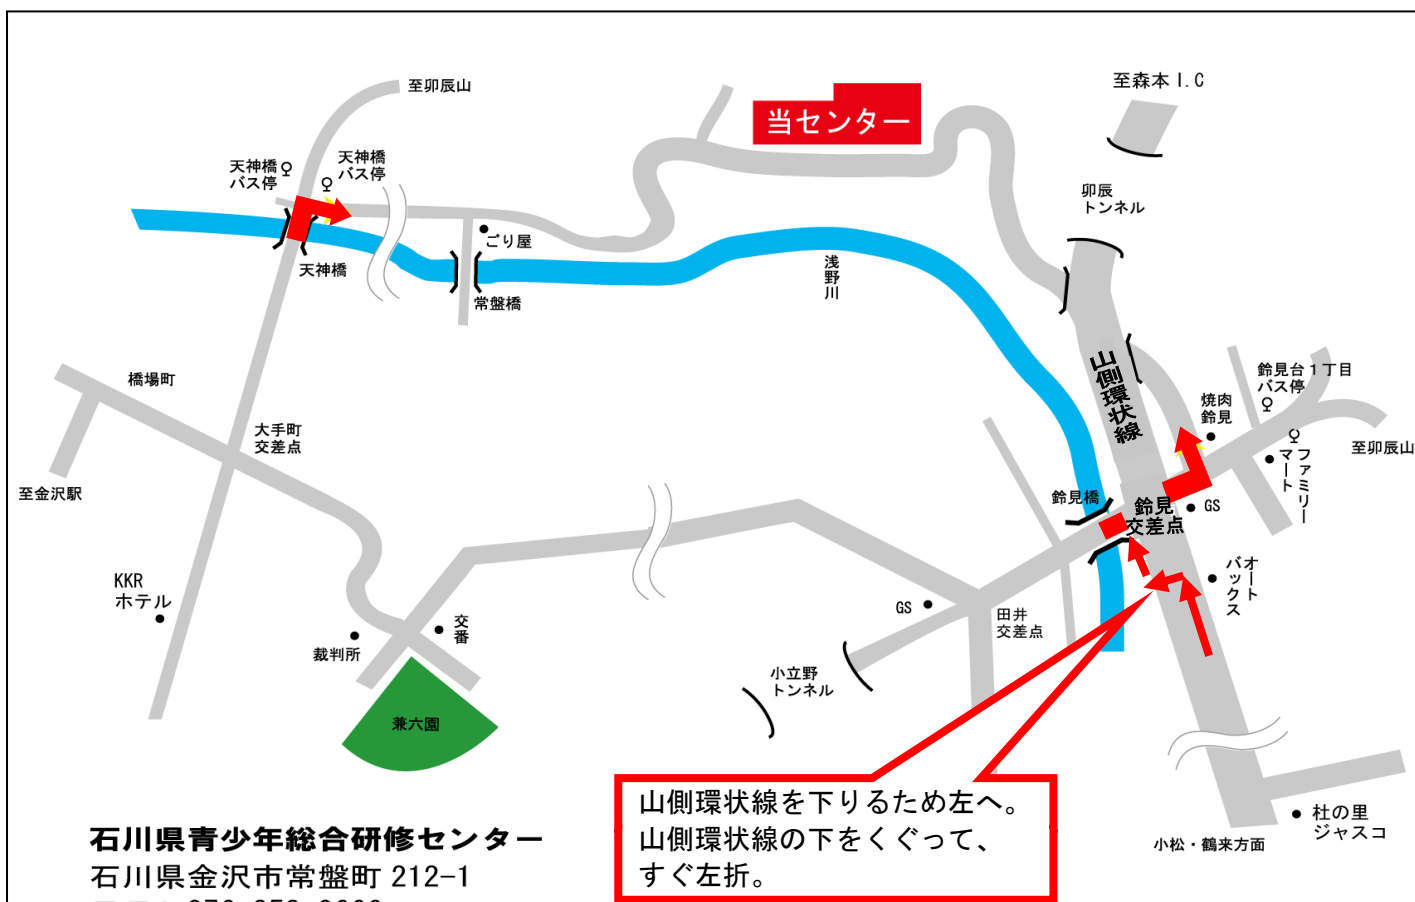 至卯辰山
天神橋
バス停
天神橋
バス停
当センター
至森本 I.C
卯辰
トンネル
天神橋
ごり屋
常盤橋
浅野川
山側環状線
橋場町
大手町
交差点
至金沢駅
鈴見台1丁目
バス停
焼肉
鈴見
至卯辰山
ファミリー
マート
鈴見橋
鈴見
交差点
GS
オート
バックス
KKR
ホテル
裁判所
交番
GS
田井
交差点
小立野
トンネル
兼六園
山側環状線を下りるため左へ。
山側環状線の下をくぐって、
すぐ左折。
杜の里
ジャスコ
小松・鶴来方面
石川県青少年総合研修センター
石川県金沢市常盤町 212-1